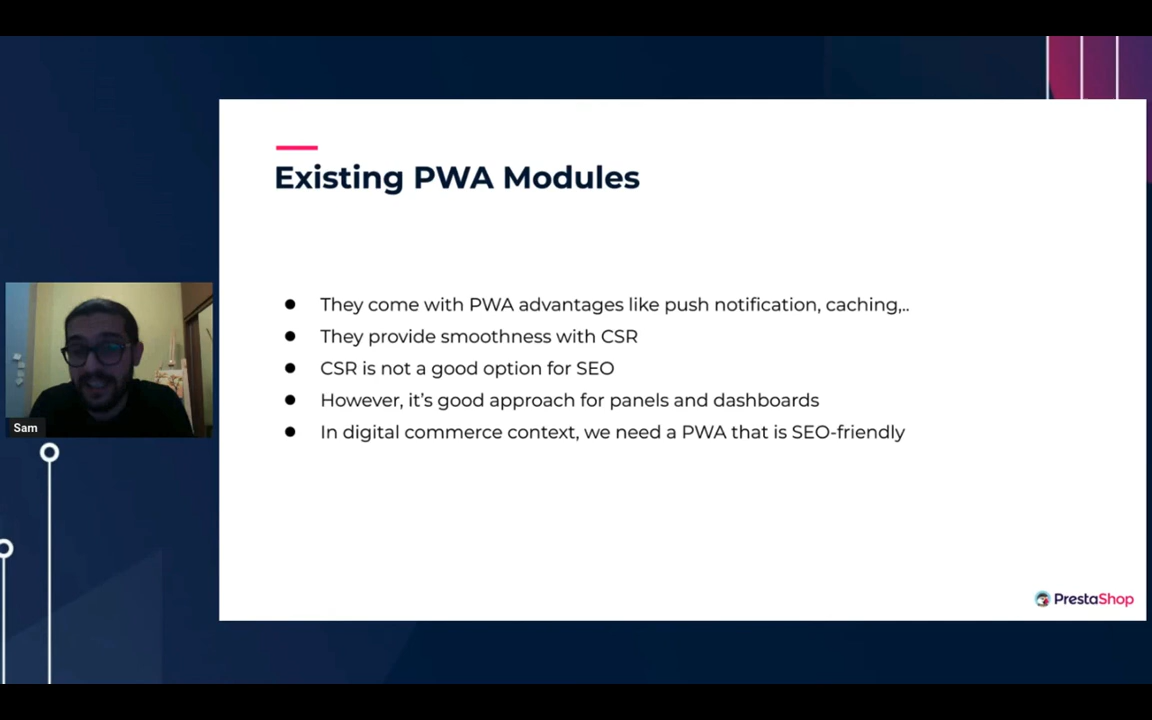 Existing PWA Modules
● They come with PWA advantages like push notification, caching,..
● They provide smoothness with CSR
● CSR is not a good option for SEO
● However, it’s good approach for panels and dashboards
● In digital commerce context, we need a PWA that is SEO-friendly
Sam
PrestaShop